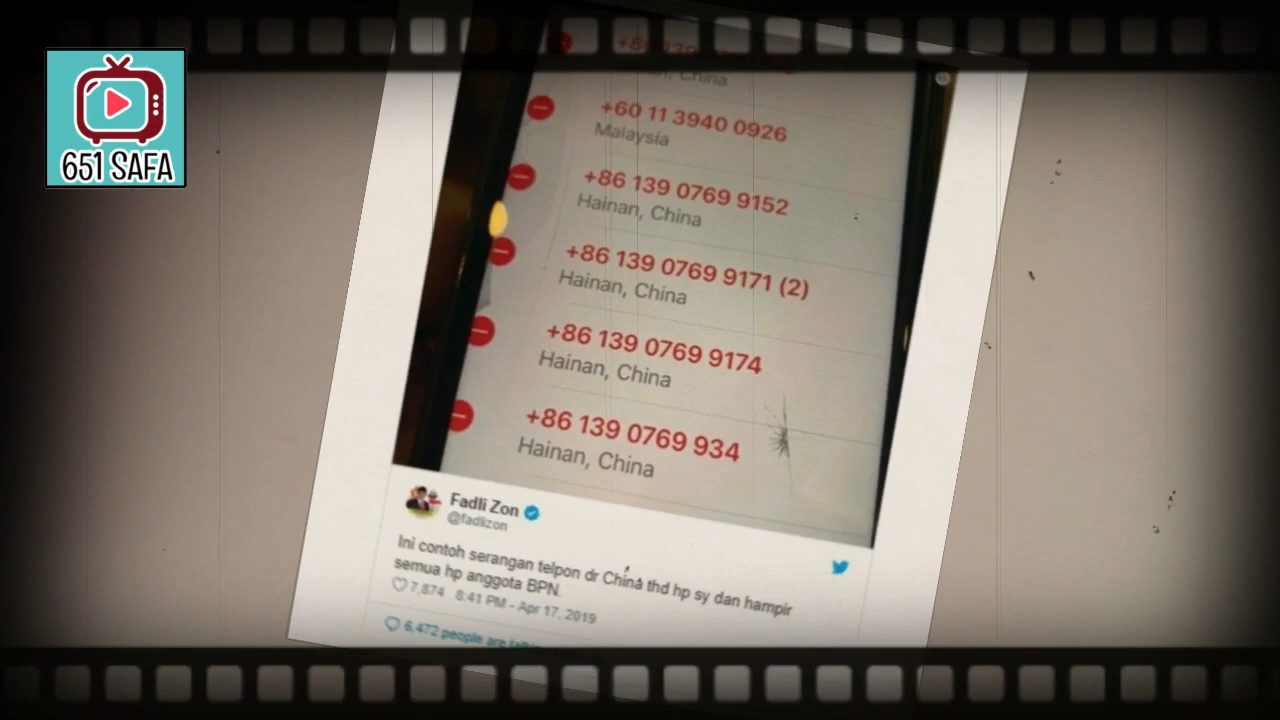 651 SAFA
China
+60 11 3940 0926
Malaysia
+86 139 0769 9152
Hainan, China
+86 139 0769 9171 (2)
Hainan, China
+86 139 0769 9174
Hainan, China
+86 139 0769 934
Hainan, China
Fadli Zon
@fadlizon
Ini contoh serangan telpon dr China thd hp sy dan hampir
semua hp anggota BPN.
7,874 8:41 PM - Apr 17, 2019
6,472 people are